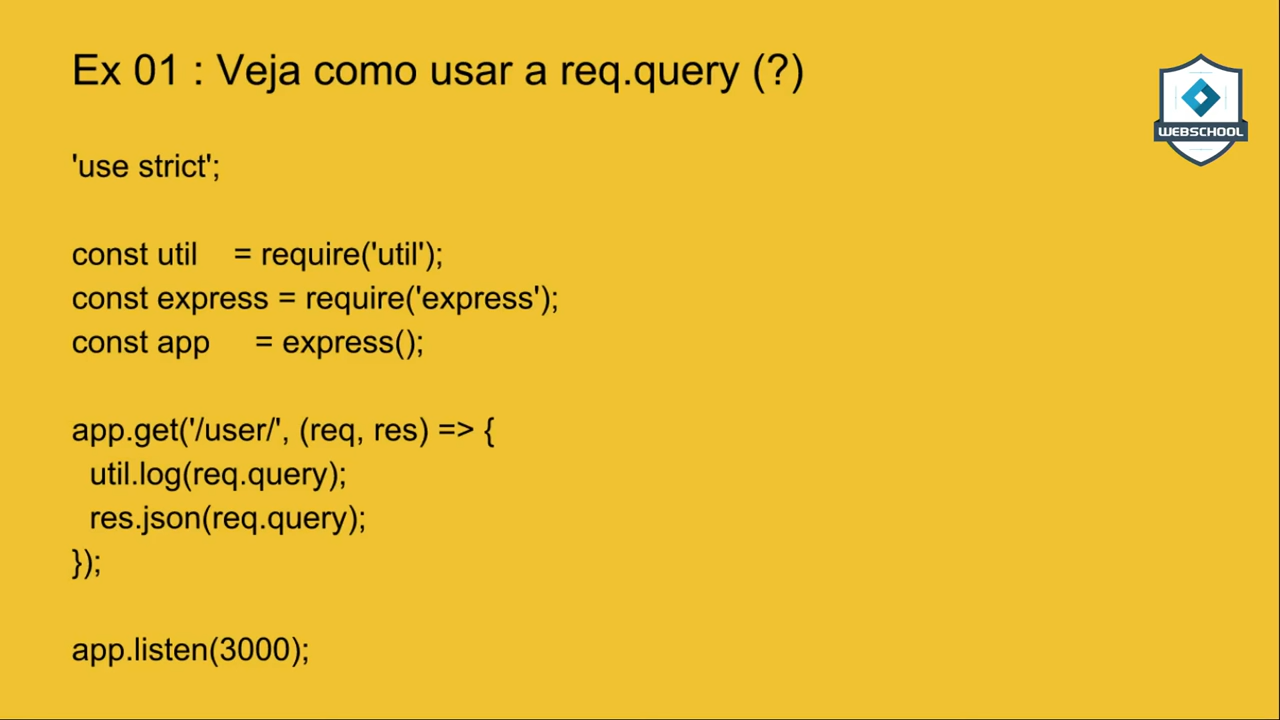 Ex 01 : Veja como usar a req.query (?)
WEBSCHOOL
'use strict';
const util    = require('util');
const express = require('express');
const app     = express();
app.get('/user/', (req, res) => {
  util.log(req.query);
  res.json(req.query);
});
app.listen(3000);